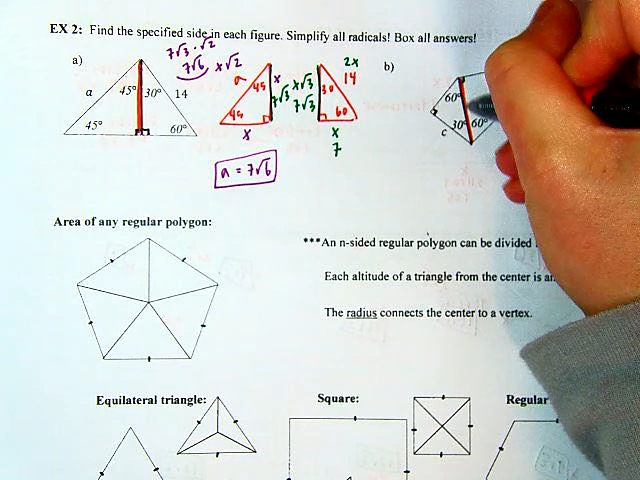 EX 2: Find the specified side in each figure. Simplify all radicals! Box all answers!
a)
7√3 · √2
7√6
x√2
a
45°
30°
14
45°
60°
a
45
x
45
x
7√3
x√3
7√3
2x
14
30
60
x
7
a = 7√6
b)
60°
c
30°
60°
Area of any regular polygon:
***An n-sided regular polygon can be divided
Each altitude of a triangle from the center is
The radius connects the center to a vertex.
Equilateral triangle:
Square:
Regular